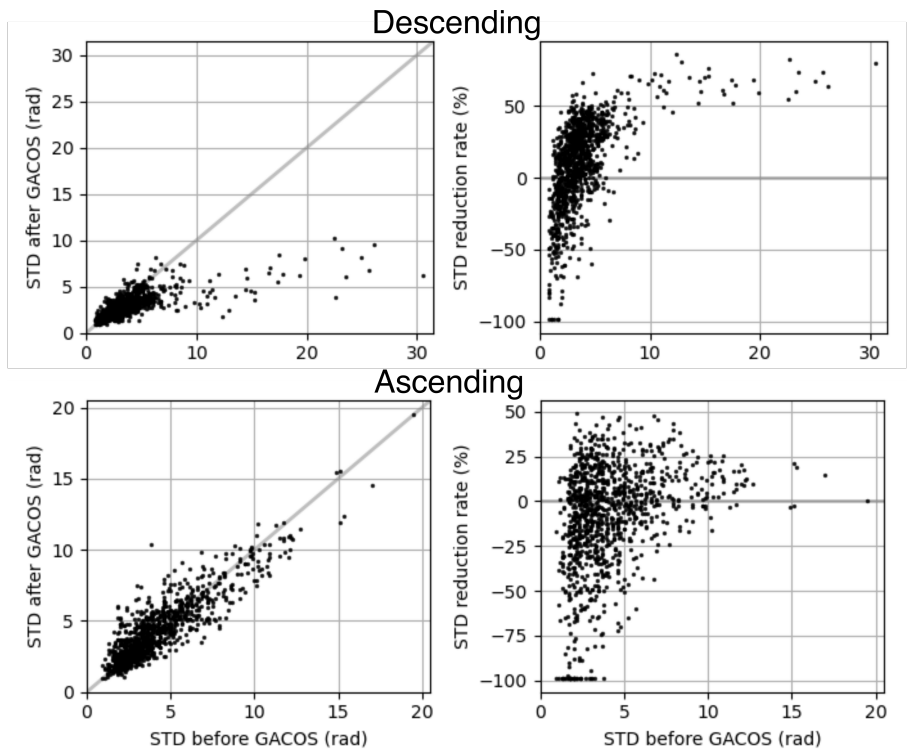 Descending
STD after GACOS (rad)
30
25
20
15
10
5
0
0 10 20 30
STD reduction rate (%)
50
0
−50
−100
0 10 20 30
Ascending
STD after GACOS (rad)
20
15
10
5
0
0 5 10 15 20
STD before GACOS (rad)
STD reduction rate (%)
50
25
0
−25
−50
−75
−100
0 5 10 15 20
STD before GACOS (rad)